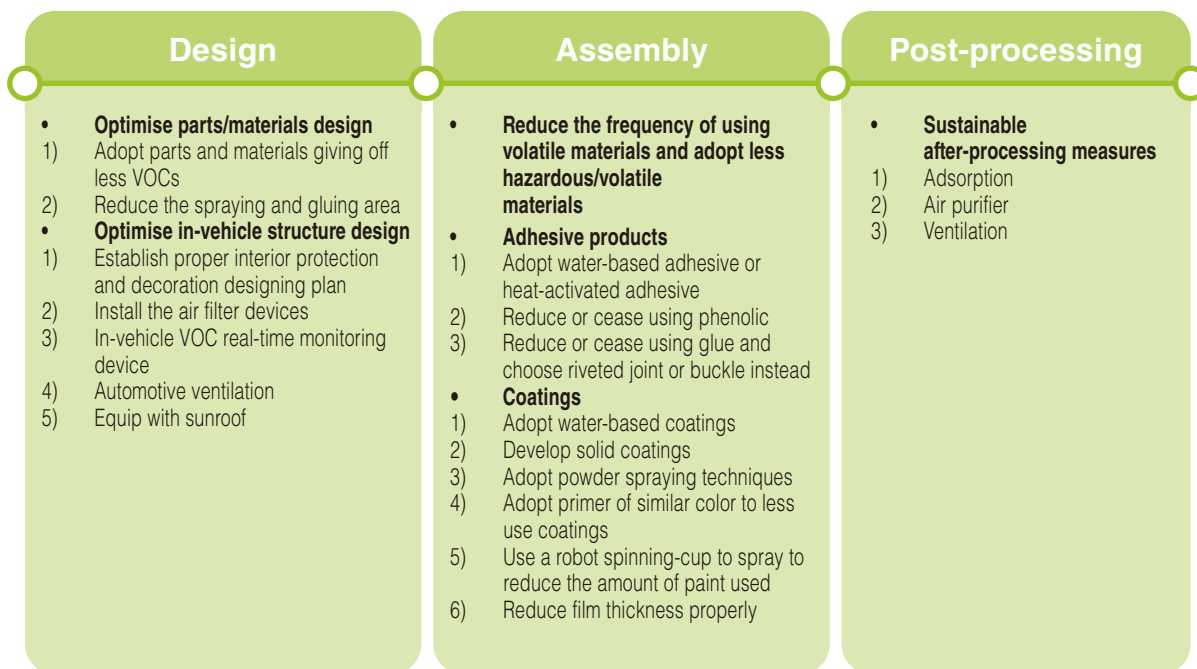 Design
• Optimise parts/materials design
1) Adopt parts and materials giving off
less VOCs
2) Reduce the spraying and gluing area
• Optimise in-vehicle structure design
1) Establish proper interior protection
and decoration designing plan
2) Install the air filter devices
3) In-vehicle VOC real-time monitoring
device
4) Automotive ventilation
5) Equip with sunroof
Assembly
• Reduce the frequency of using
volatile materials and adopt less
hazardous/volatile
materials
• Adhesive products
1) Adopt water-based adhesive or
heat-activated adhesive
2) Reduce or cease using phenolic
3) Reduce or cease using glue and
choose riveted joint or buckle instead
• Coatings
1) Adopt water-based coatings
2) Develop solid coatings
3) Adopt powder spraying techniques
4) Adopt primer of similar color to less
use coatings
5) Use a robot spinning-cup to spray to
reduce the amount of paint used
6) Reduce film thickness properly
Post-processing
• Sustainable
after-processing measures
1) Adsorption
2) Air purifier
3) Ventilation